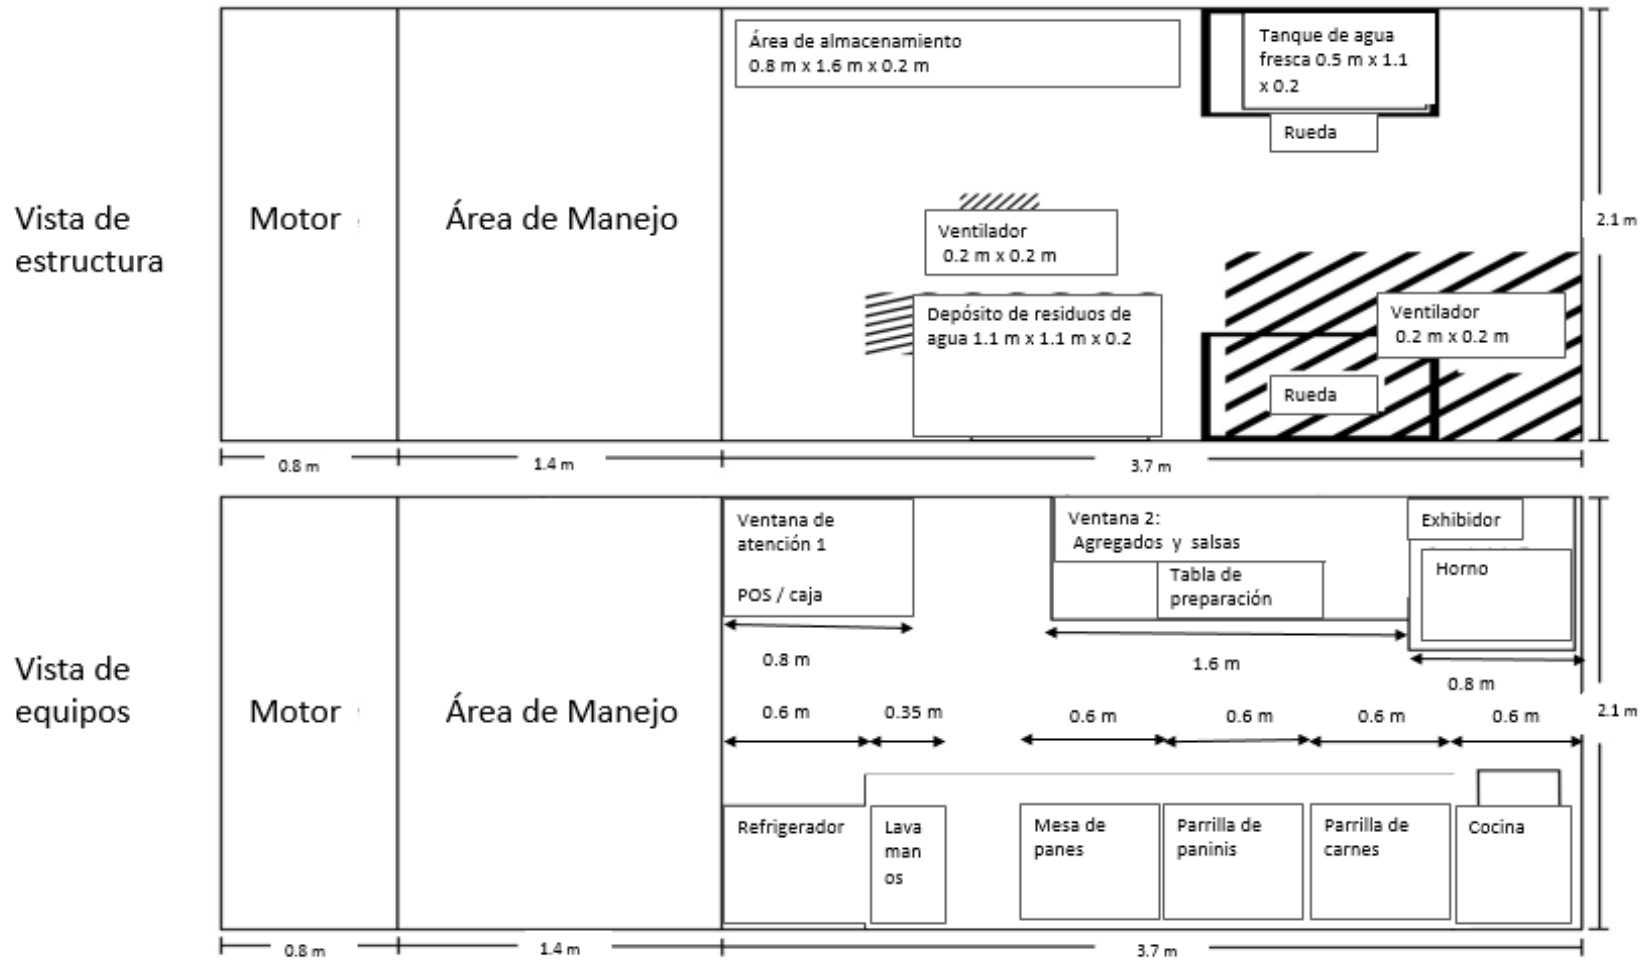 Vista de
estructura
Motor
Área de Manejo
Área de almacenamiento
0.8 m x 1.6 m x 0.2 m
Tanque de agua
fresca 0.5 m x 1.1
x 0.2
Rueda
Ventilador
0.2 m x 0.2 m
Depósito de residuos de
agua 1.1 m x 1.1 m x 0.2
Ventilador
0.2 m x 0.2 m
Rueda
2.1 m
0.8 m
1.4 m
3.7 m
Vista de
equipos
Motor
Área de Manejo
Ventana de
atención 1
POS / caja
Ventana 2:
Agregados y salsas
Tabla de
preparación
Exhibidor
Horno
0.8 m
1.6 m
0.8 m
0.6 m
0.35 m
0.6 m
0.6 m
0.6 m
0.6 m
2.1 m
Refrigerador
Lava
man
os
Mesa de
panes
Parrilla de
paninis
Parrilla de
carnes
Cocina
0.8 m
1.4 m
3.7 m